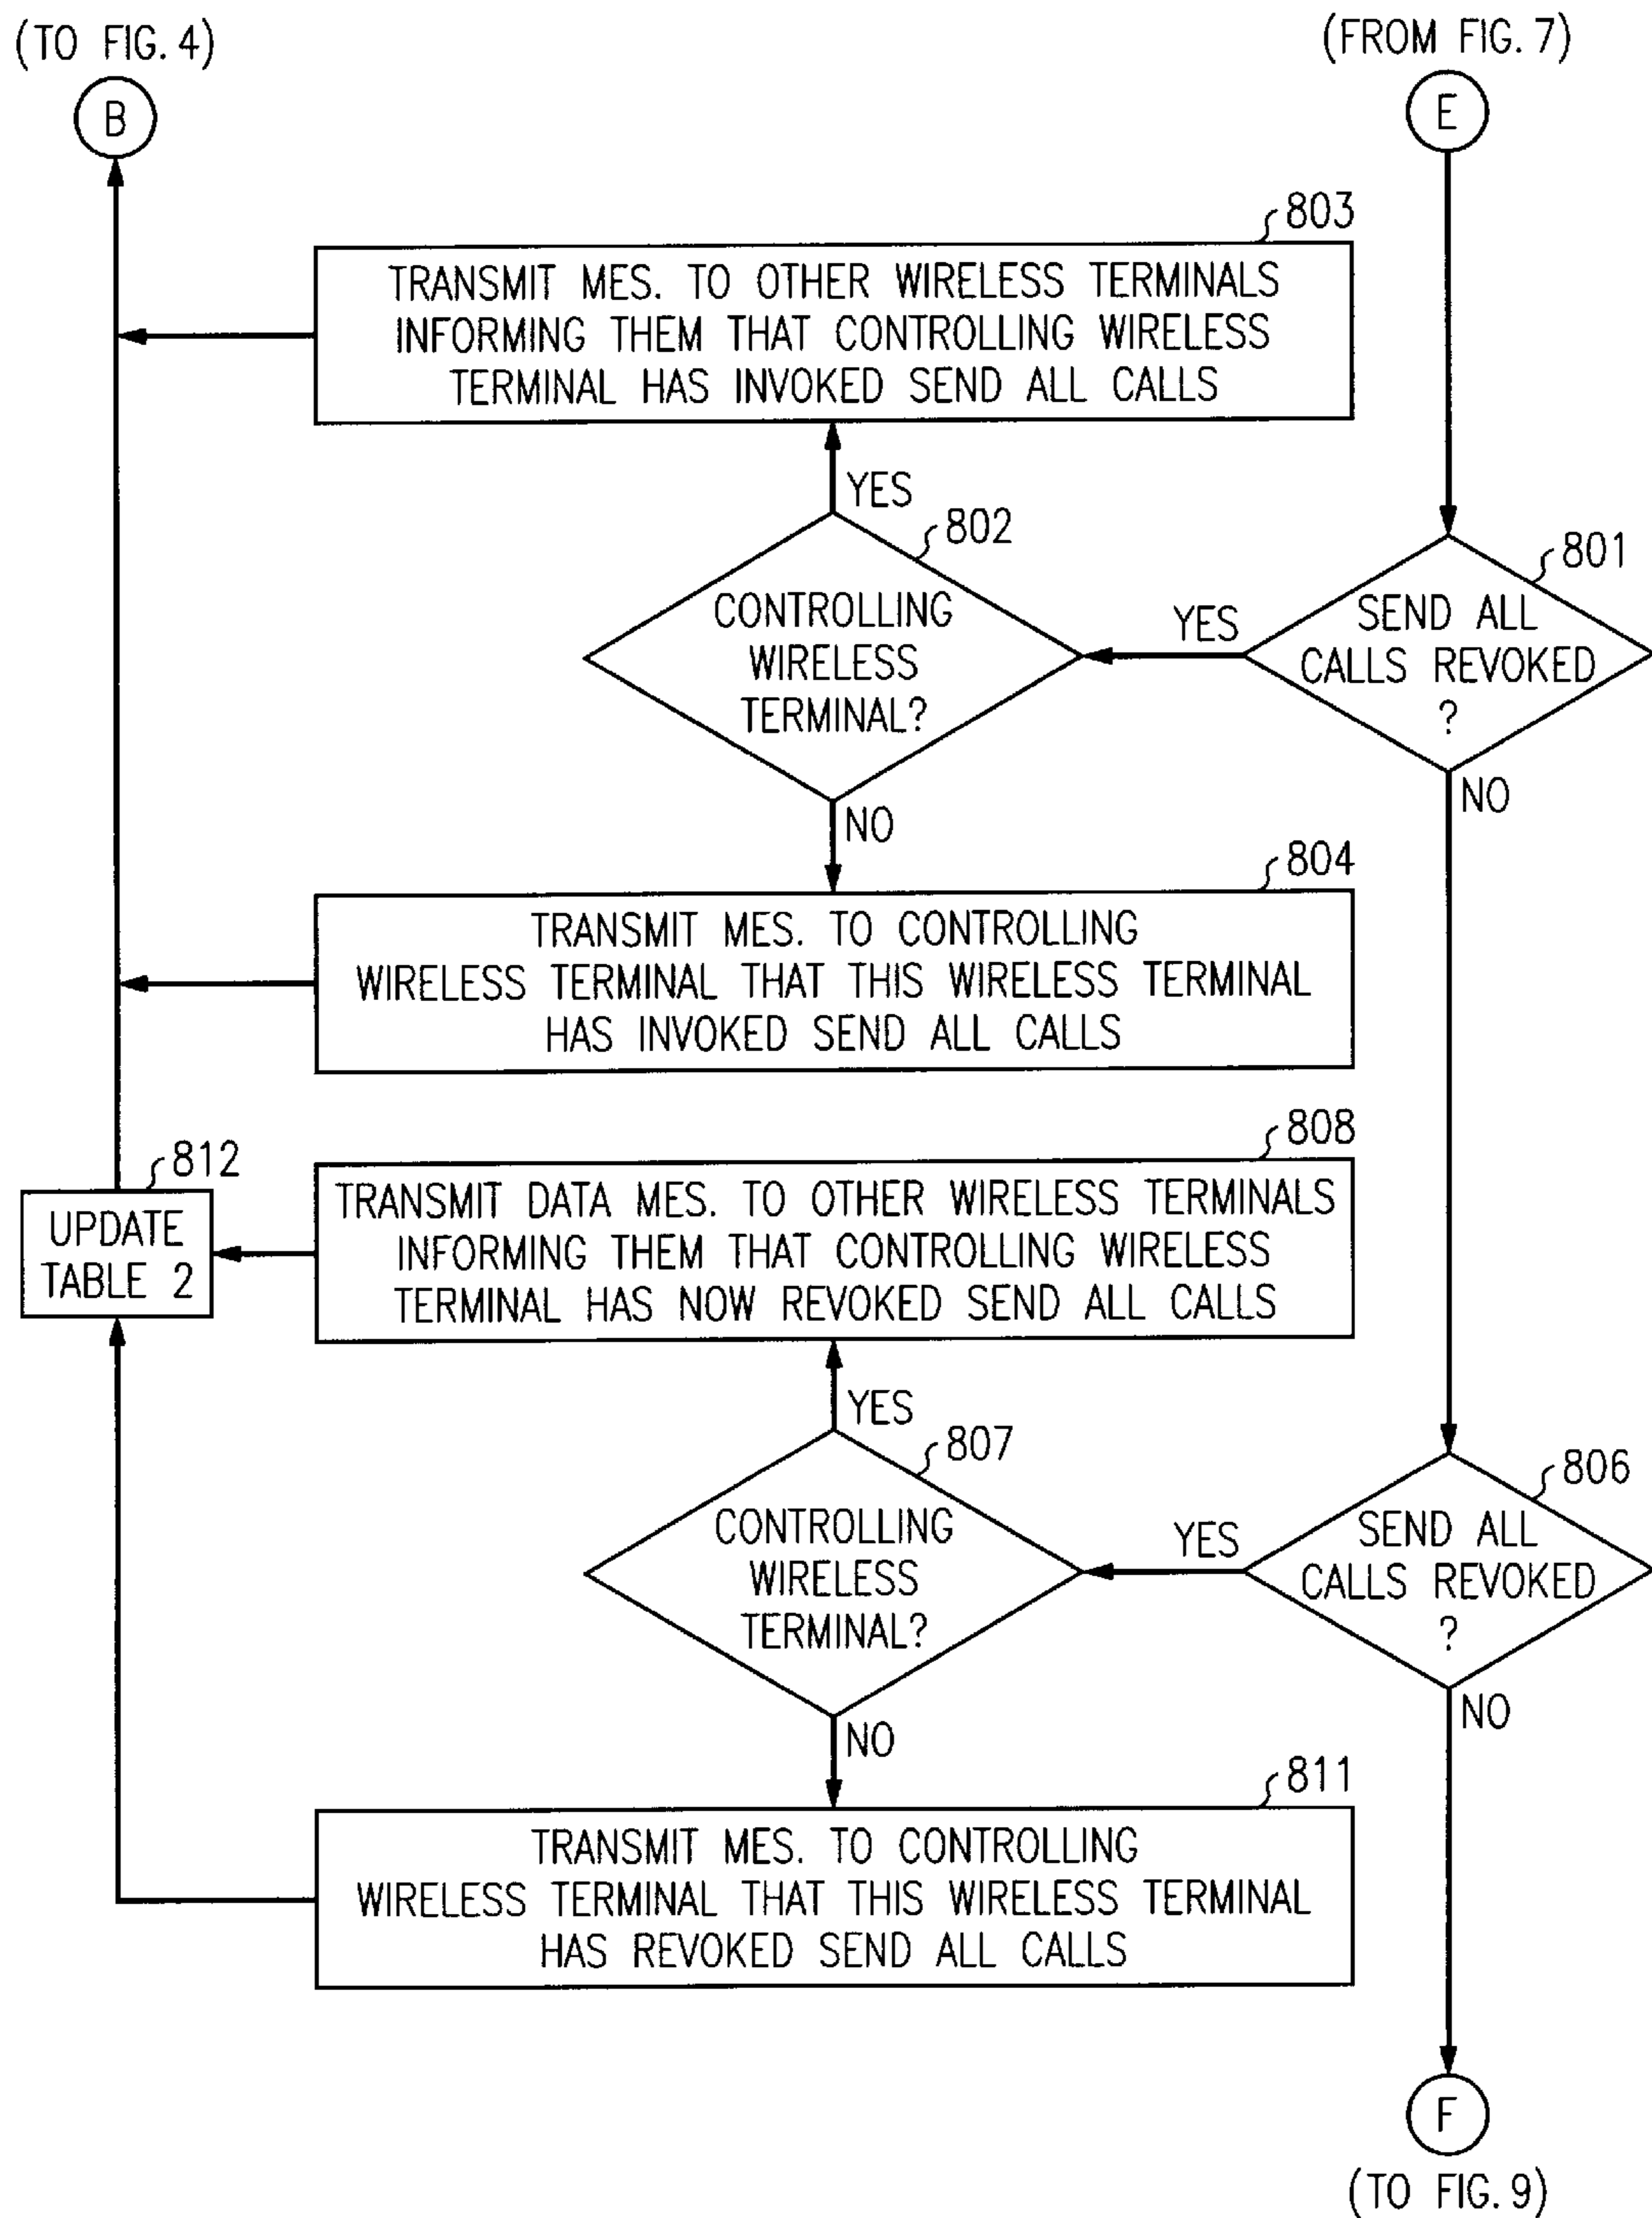 (TO FIG. 4)
B
(FROM FIG. 7)
E
803
TRANSMIT MES. TO OTHER WIRELESS TERMINALS
INFORMING THEM THAT CONTROLLING WIRELESS
TERMINAL HAS INVOKED SEND ALL CALLS
YES
802
CONTROLLING
WIRELESS
TERMINAL?
YES
801
SEND ALL
CALLS REVOKED
?
NO
NO
804
TRANSMIT MES. TO CONTROLLING
WIRELESS TERMINAL THAT THIS WIRELESS TERMINAL
HAS INVOKED SEND ALL CALLS
812
UPDATE
TABLE 2
808
TRANSMIT DATA MES. TO OTHER WIRELESS TERMINALS
INFORMING THEM THAT CONTROLLING WIRELESS
TERMINAL HAS NOW REVOKED SEND ALL CALLS
YES
807
CONTROLLING
WIRELESS
TERMINAL?
YES
806
SEND ALL
CALLS REVOKED
?
NO
NO
811
TRANSMIT MES. TO CONTROLLING
WIRELESS TERMINAL THAT THIS WIRELESS TERMINAL
HAS REVOKED SEND ALL CALLS
F
(TO FIG. 9)